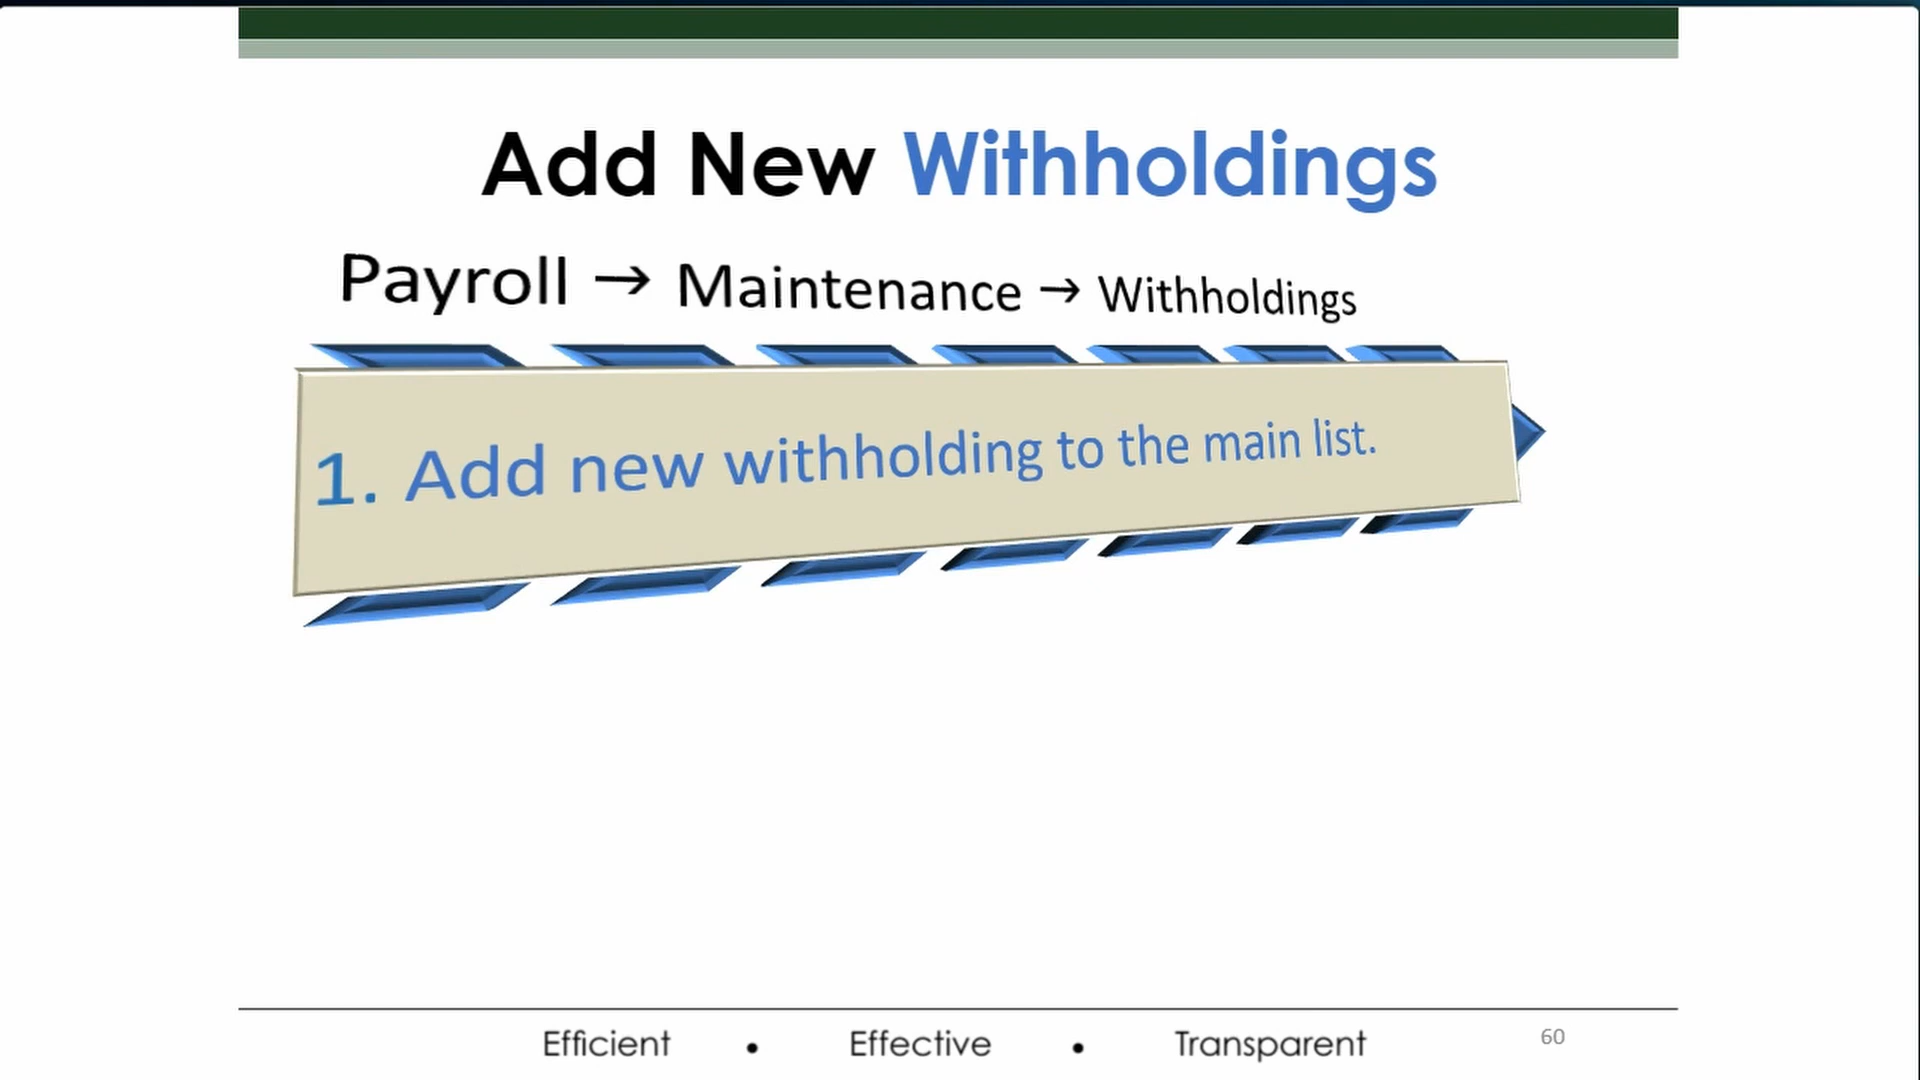 Add New Withholdings
Payroll → Maintenance → Withholdings
1. Add new withholding to the main list.
Efficient • Effective • Transparent 60